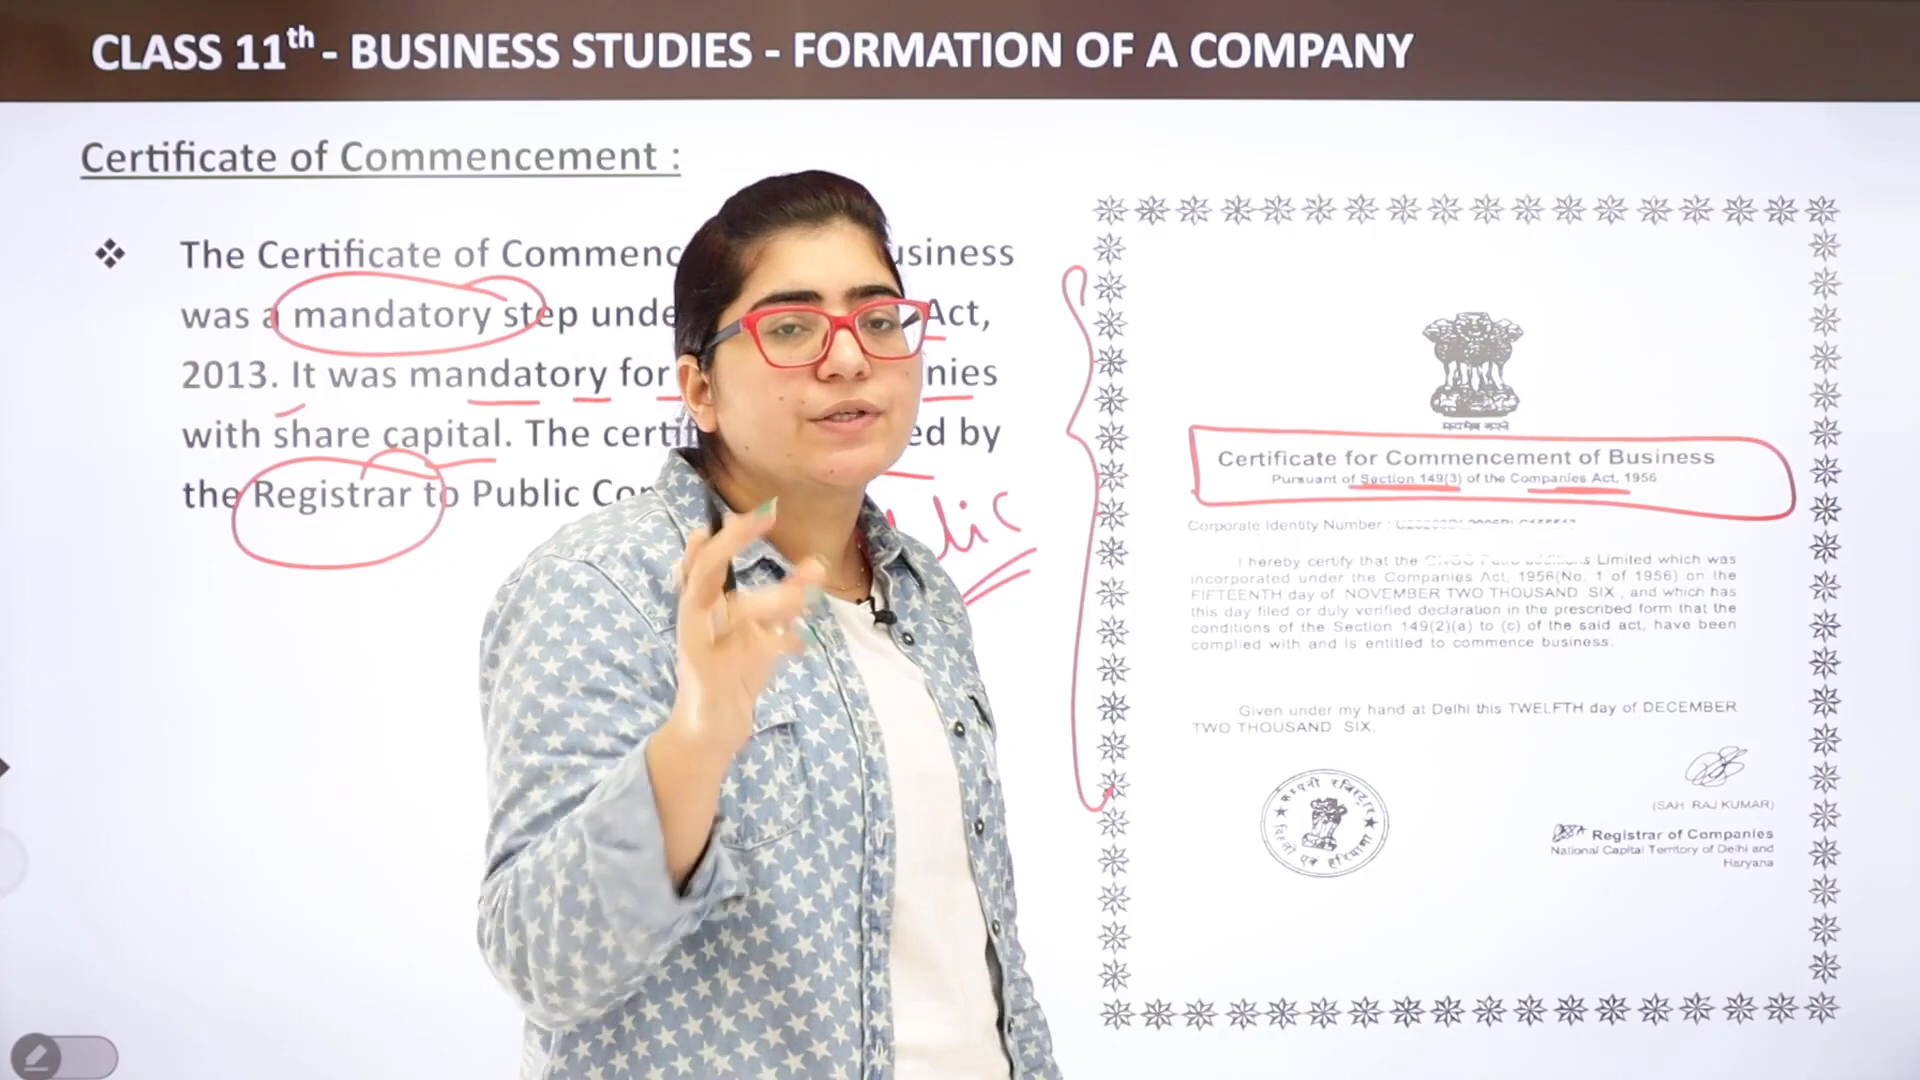 CLASS 11th - BUSINESS STUDIES - FORMATION OF A COMPANY
Certificate of Commencement :
The Certificate of usiness
was a mandatory step Act,
2013. It was mandatory for nies
with share capital. The ed by
the Registrar to Public
lic
सत्यमेव जयते
Certificate for Commencement of Business
Pursuant of Section 149(3) of the Companies Act, 1956
Corporate Identity Number :
I hereby certify that the Limited which was
incorporated under the Companies Act, 1956(No. 1 of 1956) on the
FIFTEENTH day of NOVEMBER TWO THOUSAND SIX , and which has
this day filed or duly verified declaration in the prescribed form that the
conditions of the Section 149(2)(a) to (c) of the said act, have been
complied with and is entitled to commence business.
Given under my hand at Delhi this TWELFTH day of DECEMBER
TWO THOUSAND SIX.
(SAH RAJ KUMAR)
Registrar of Companies
National Capital Territory of Delhi and
Haryana